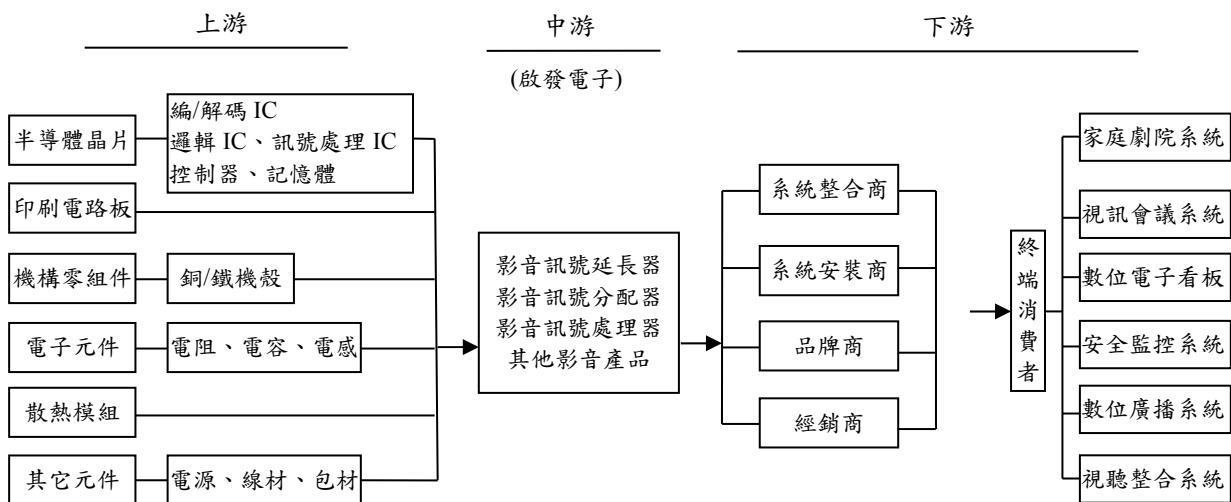 上游
中游
下游
(啟發電子)
半導體晶片
編/解碼 IC
邏輯 IC、訊號處理 IC
控制器、記憶體
印刷電路板
機構零組件
銅/鐵機殼
電子元件
電阻、電容、電感
散熱模組
其它元件
電源、線材、包材
影音訊號延長器
影音訊號分配器
影音訊號處理器
其他影音產品
系統整合商
系統安裝商
品牌商
經銷商
終端消費者
家庭劇院系統
視訊會議系統
數位電子看板
安全監控系統
數位廣播系統
視聽整合系統